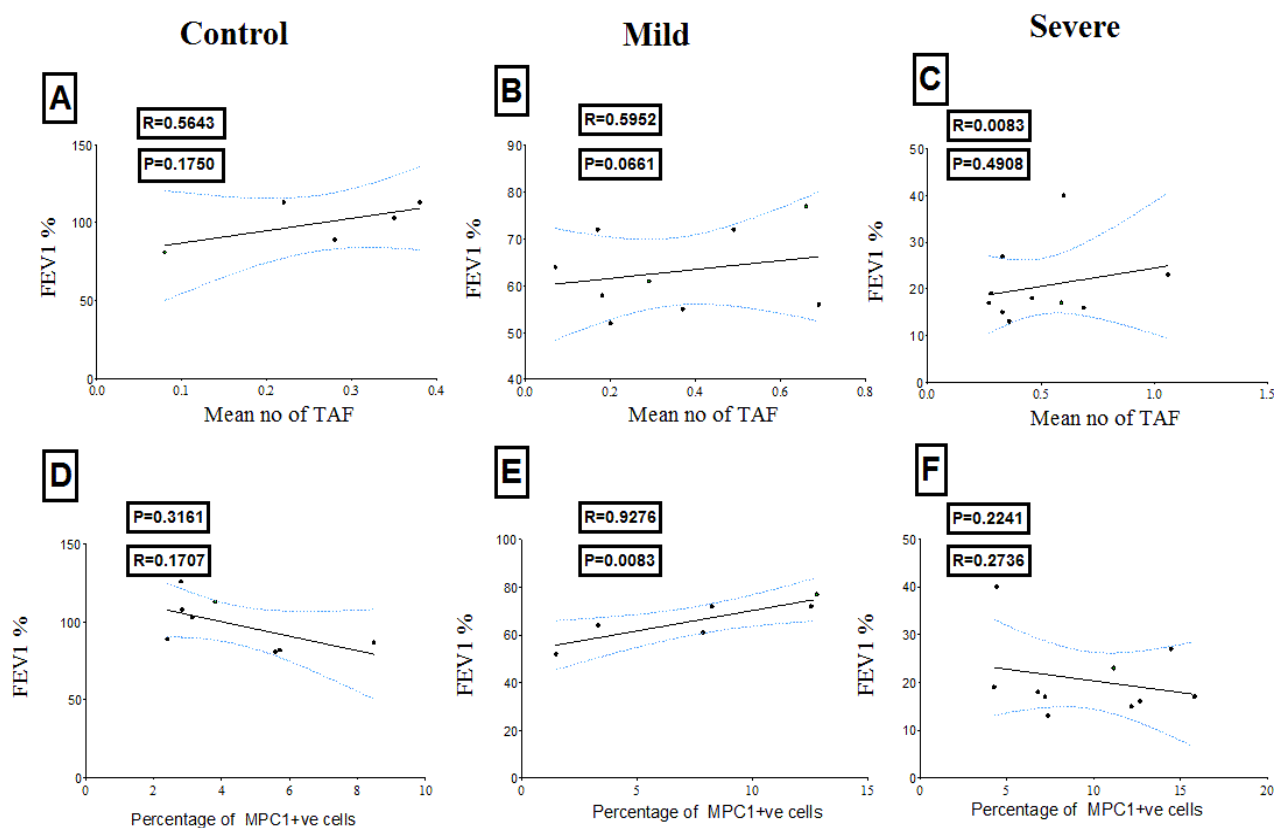 Control
Mild
Severe
A
R=0.5643
P=0.1750
150
100
50
0
FEV1 %
0.0 0.1 0.2 0.3 0.4
Mean no of TAF
B
R=0.5952
P=0.0661
90
80
70
60
50
40
FEV1 %
0.0 0.2 0.4 0.6 0.8
Mean no of TAF
C
R=0.0083
P=0.4908
50
40
30
20
10
0
FEV1 %
0.0 0.5 1.0 1.5
Mean no of TAF
D
P=0.3161
R=0.1707
150
100
50
0
FEV1 %
0 2 4 6 8 10
Percentage of MPC1+ve cells
E
R=0.9276
P=0.0083
100
80
60
40
20
0
FEV1 %
0 5 10 15
Percentage of MPC1+ve cells
F
P=0.2241
R=0.2736
50
40
30
20
10
0
FEV1 %
0 5 10 15 20
Percentage of MPC1+ve cells